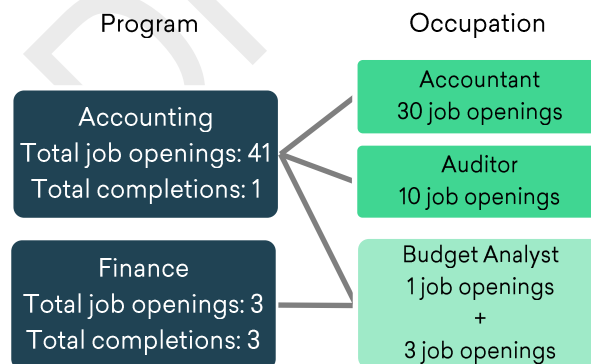 Program
Occupation
Accounting
Total job openings: 41
Total completions: 1
Finance
Total job openings: 3
Total completions: 3
Accountant
30 job openings
Auditor
10 job openings
Budget Analyst
1 job openings
+
3 job openings